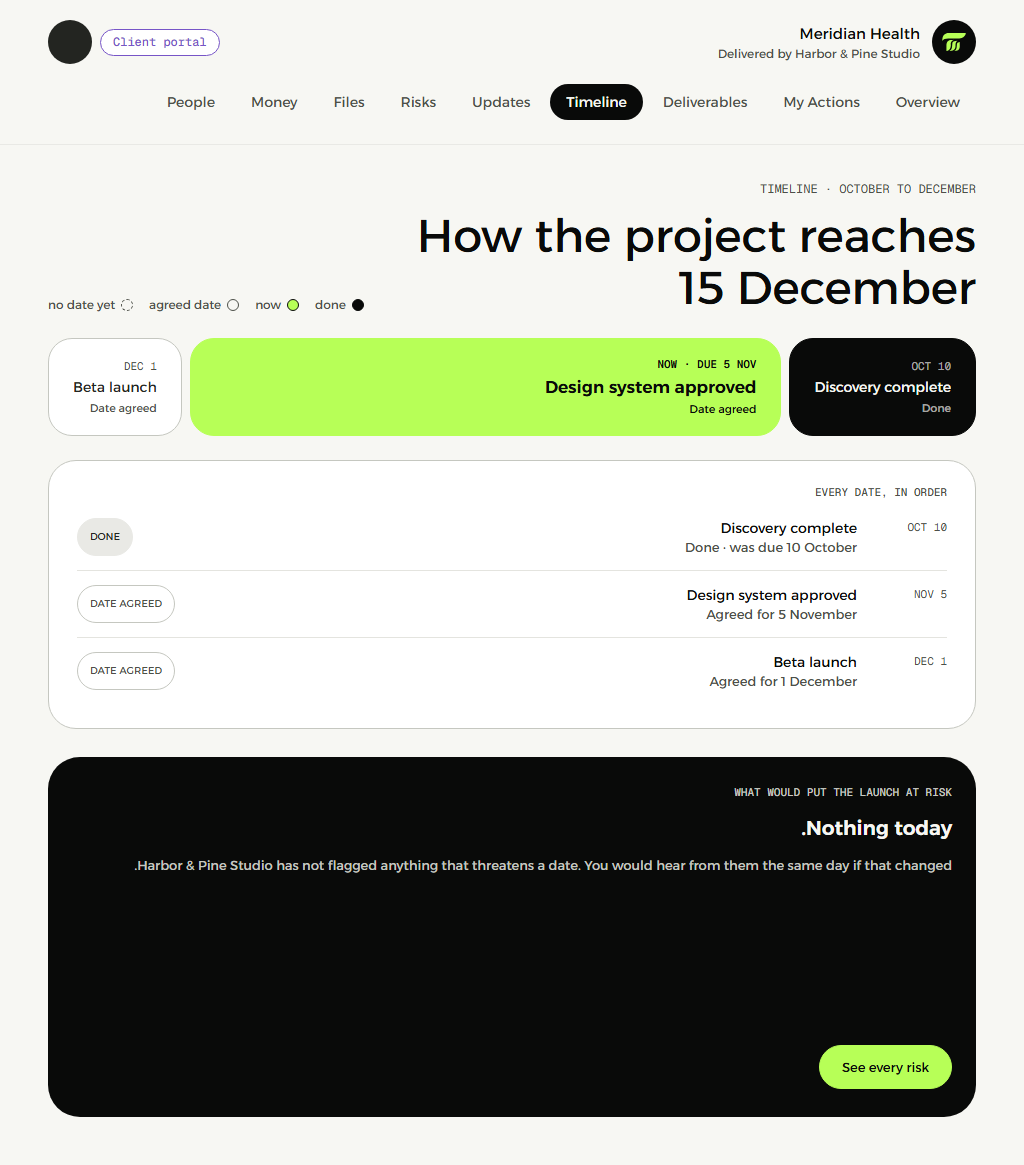 Meridian Health
Delivered by Harbor & Pine Studio
Client portal
Overview
My Actions
Deliverables
Timeline
Updates
Risks
Files
Money
People
TIMELINE · OCTOBER TO DECEMBER
How the project reaches
15 December
done
now
agreed date
no date yet
OCT 10
Discovery complete
Done
NOW · DUE 5 NOV
Design system approved
Date agreed
DEC 1
Beta launch
Date agreed
EVERY DATE, IN ORDER
OCT 10
Discovery complete
Done · was due 10 October
DONE
NOV 5
Design system approved
Agreed for 5 November
DATE AGREED
DEC 1
Beta launch
Agreed for 1 December
DATE AGREED
WHAT WOULD PUT THE LAUNCH AT RISK
.Nothing today
.Harbor & Pine Studio has not flagged anything that threatens a date. You would hear from them the same day if that changed
See every risk